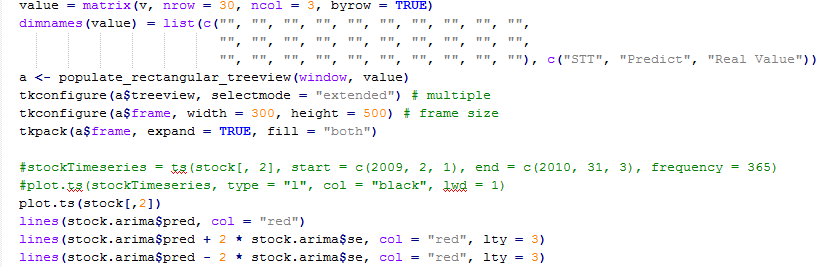 value = matrix(v, nrow = 30, ncol = 3, byrow = TRUE)
dimnames(value) = list(c("", "", "", "", "", "", "", "", "", "",
"", "", "", "", "", "", "", "", "", "",
"", "", "", "", "", "", "", "", "", ""), c("STT", "Predict", "Real Value"))
a <- populate_rectangular_treeview(window, value)
tkconfigure(a$treeview, selectmode = "extended") # multiple
tkconfigure(a$frame, width = 300, height = 500) # frame size
tkpack(a$frame, expand = TRUE, fill = "both")
#stockTimeseries = ts(stock[, 2], start = c(2009, 2, 1), end = c(2010, 31, 3), frequency = 365)
#plot.ts(stockTimeseries, type = "l", col = "black", lwd = 1)
plot.ts(stock[,2])
lines(stock.arima$pred, col = "red")
lines(stock.arima$pred + 2 * stock.arima$se, col = "red", lty = 3)
lines(stock.arima$pred - 2 * stock.arima$se, col = "red", lty = 3)